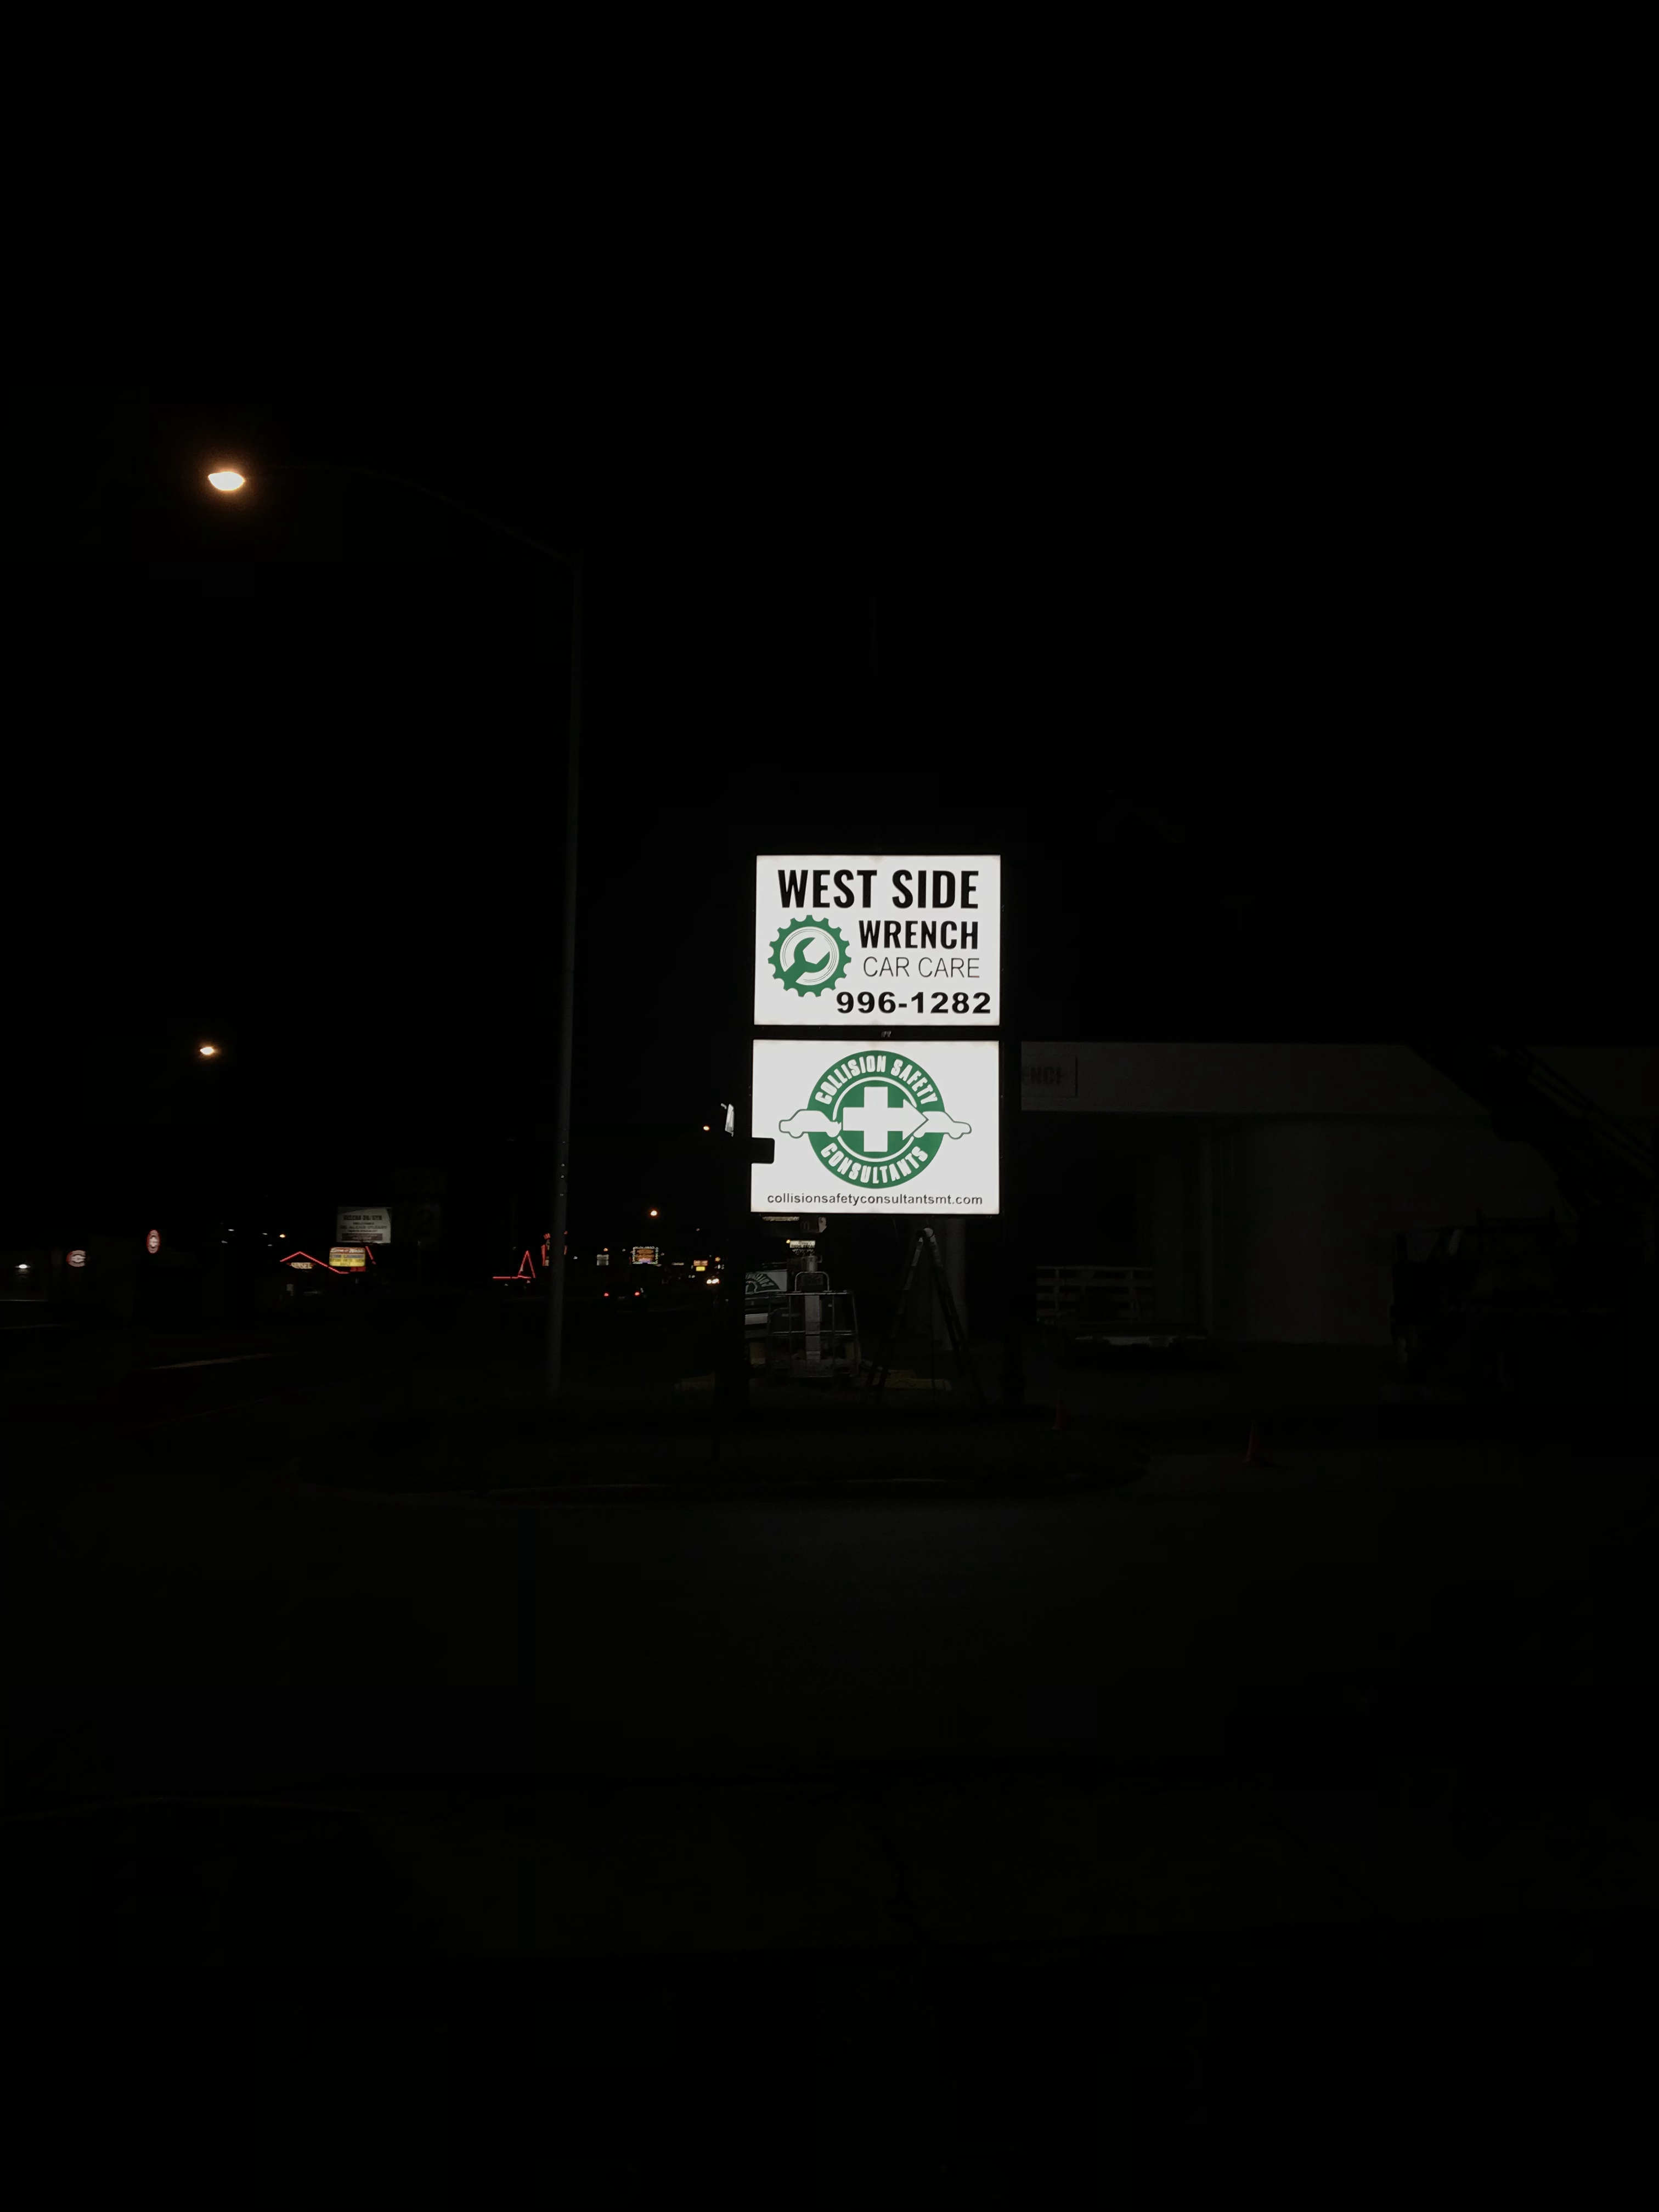 WEST SIDE
WRENCH
CAR CARE
996-1282
COLLISION SAFETY
CONSULTANTS
collisionsafetyconsultantsmt.com